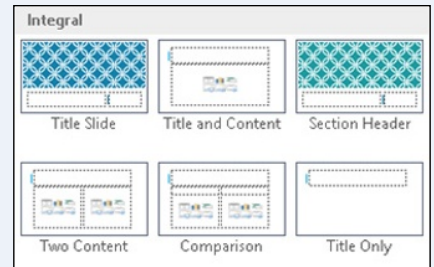 Integral
Title Slide
Title and Content
Section Header
Two Content
Comparison
Title Only